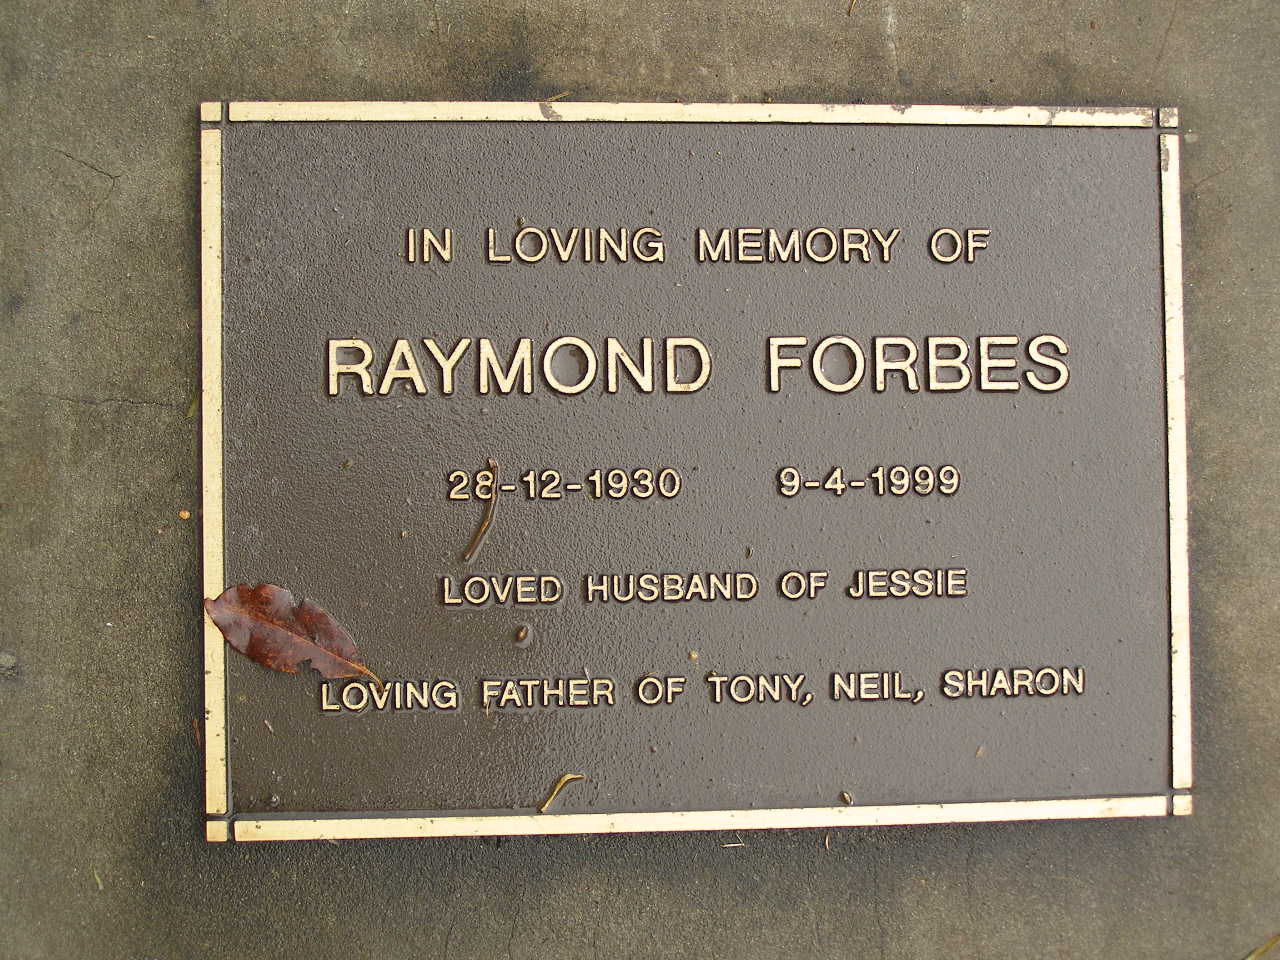 IN LOVING MEMORY OF
RAYMOND FORBES
28-12-1930 9-4-1999
LOVED HUSBAND OF JESSIE
LOVING FATHER OF TONY, NEIL, SHARON